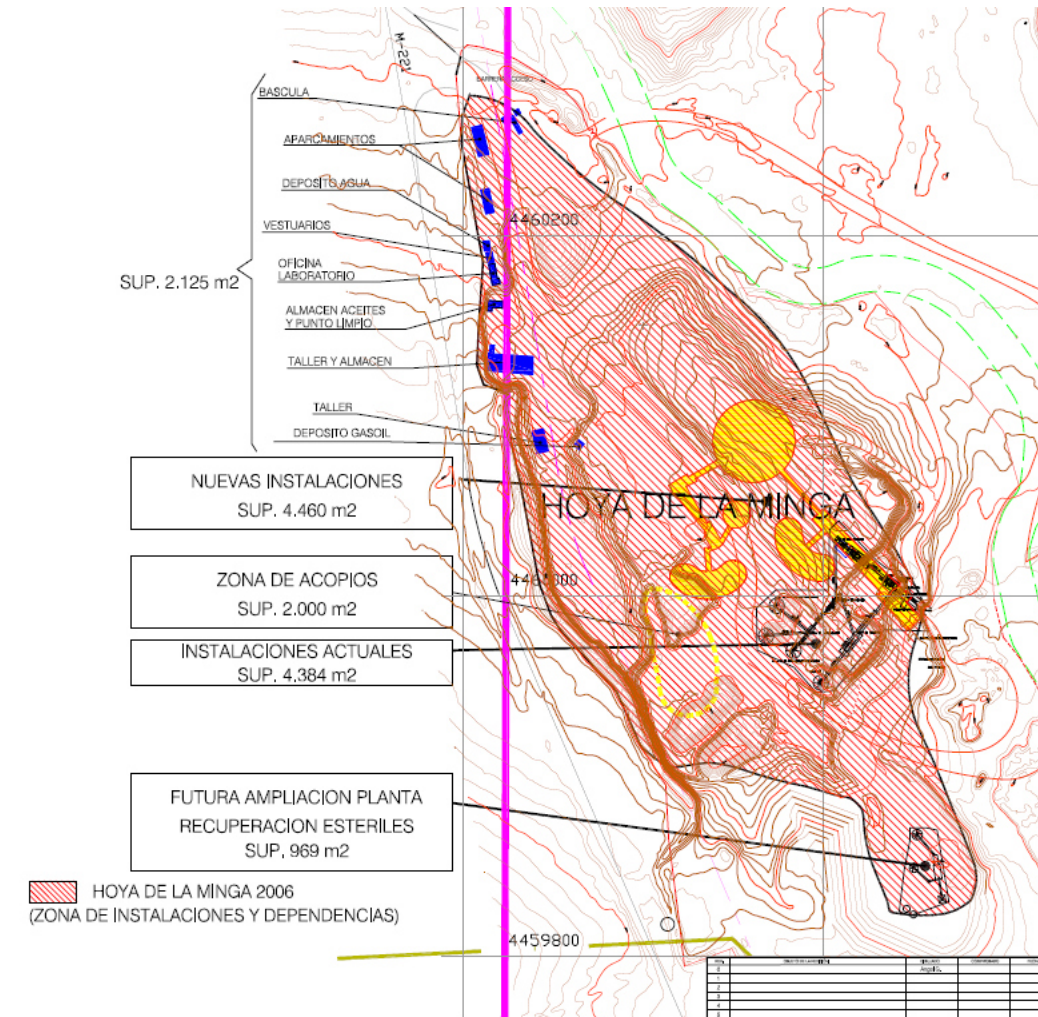 M-221
BASCULA
APARCAMIENTOS
DEPOSITO AGUA
4460200
VESTUARIOS
OFICINA
LABORATORIO
SUP. 2.125 m2
ALMACEN ACEITES
Y PUNTO LIMPIO
TALLER Y ALMACEN
TALLER
DEPOSITO GASOIL
NUEVAS INSTALACIONES
SUP. 4.460 m2
HOYA DE LA MINGA
ZONA DE ACOPIOS
SUP. 2.000 m2
INSTALACIONES ACTUALES
SUP. 4.384 m2
FUTURA AMPLIACION PLANTA
RECUPERACION ESTERILES
SUP. 969 m2
HOYA DE LA MINGA 2006
(ZONA DE INSTALACIONES Y DEPENDENCIAS)
4459800